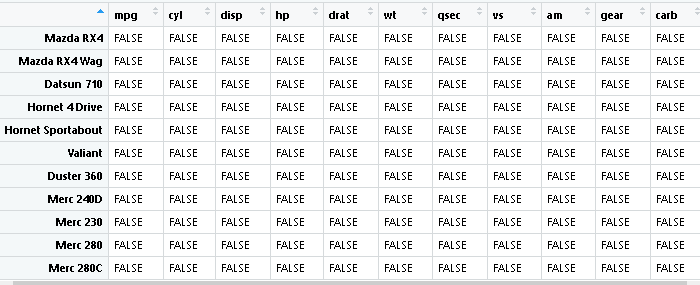 mpg cyl disp hp drat wt qsec vs am gear carb
Mazda RX4 FALSE FALSE FALSE FALSE FALSE FALSE FALSE FALSE FALSE FALSE FALSE
Mazda RX4 Wag FALSE FALSE FALSE FALSE FALSE FALSE FALSE FALSE FALSE FALSE FALSE
Datsun 710 FALSE FALSE FALSE FALSE FALSE FALSE FALSE FALSE FALSE FALSE FALSE
Hornet 4 Drive FALSE FALSE FALSE FALSE FALSE FALSE FALSE FALSE FALSE FALSE FALSE
Hornet Sportabout FALSE FALSE FALSE FALSE FALSE FALSE FALSE FALSE FALSE FALSE FALSE
Valiant FALSE FALSE FALSE FALSE FALSE FALSE FALSE FALSE FALSE FALSE FALSE
Duster 360 FALSE FALSE FALSE FALSE FALSE FALSE FALSE FALSE FALSE FALSE FALSE
Merc 240D FALSE FALSE FALSE FALSE FALSE FALSE FALSE FALSE FALSE FALSE FALSE
Merc 230 FALSE FALSE FALSE FALSE FALSE FALSE FALSE FALSE FALSE FALSE FALSE
Merc 280 FALSE FALSE FALSE FALSE FALSE FALSE FALSE FALSE FALSE FALSE FALSE
Merc 280C FALSE FALSE FALSE FALSE FALSE FALSE FALSE FALSE FALSE FALSE FALSE